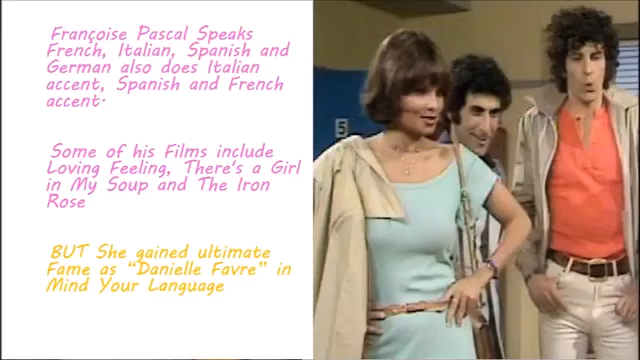 Françoise Pascal Speaks
French, Italian, Spanish and
German also does Italian
accent, Spanish and French
accent.
Some of his Films include
Loving Feeling, There's a Girl
in My Soup and The Iron
Rose
BUT She gained ultimate
Fame as “Danielle Favre” in
Mind Your Language
5